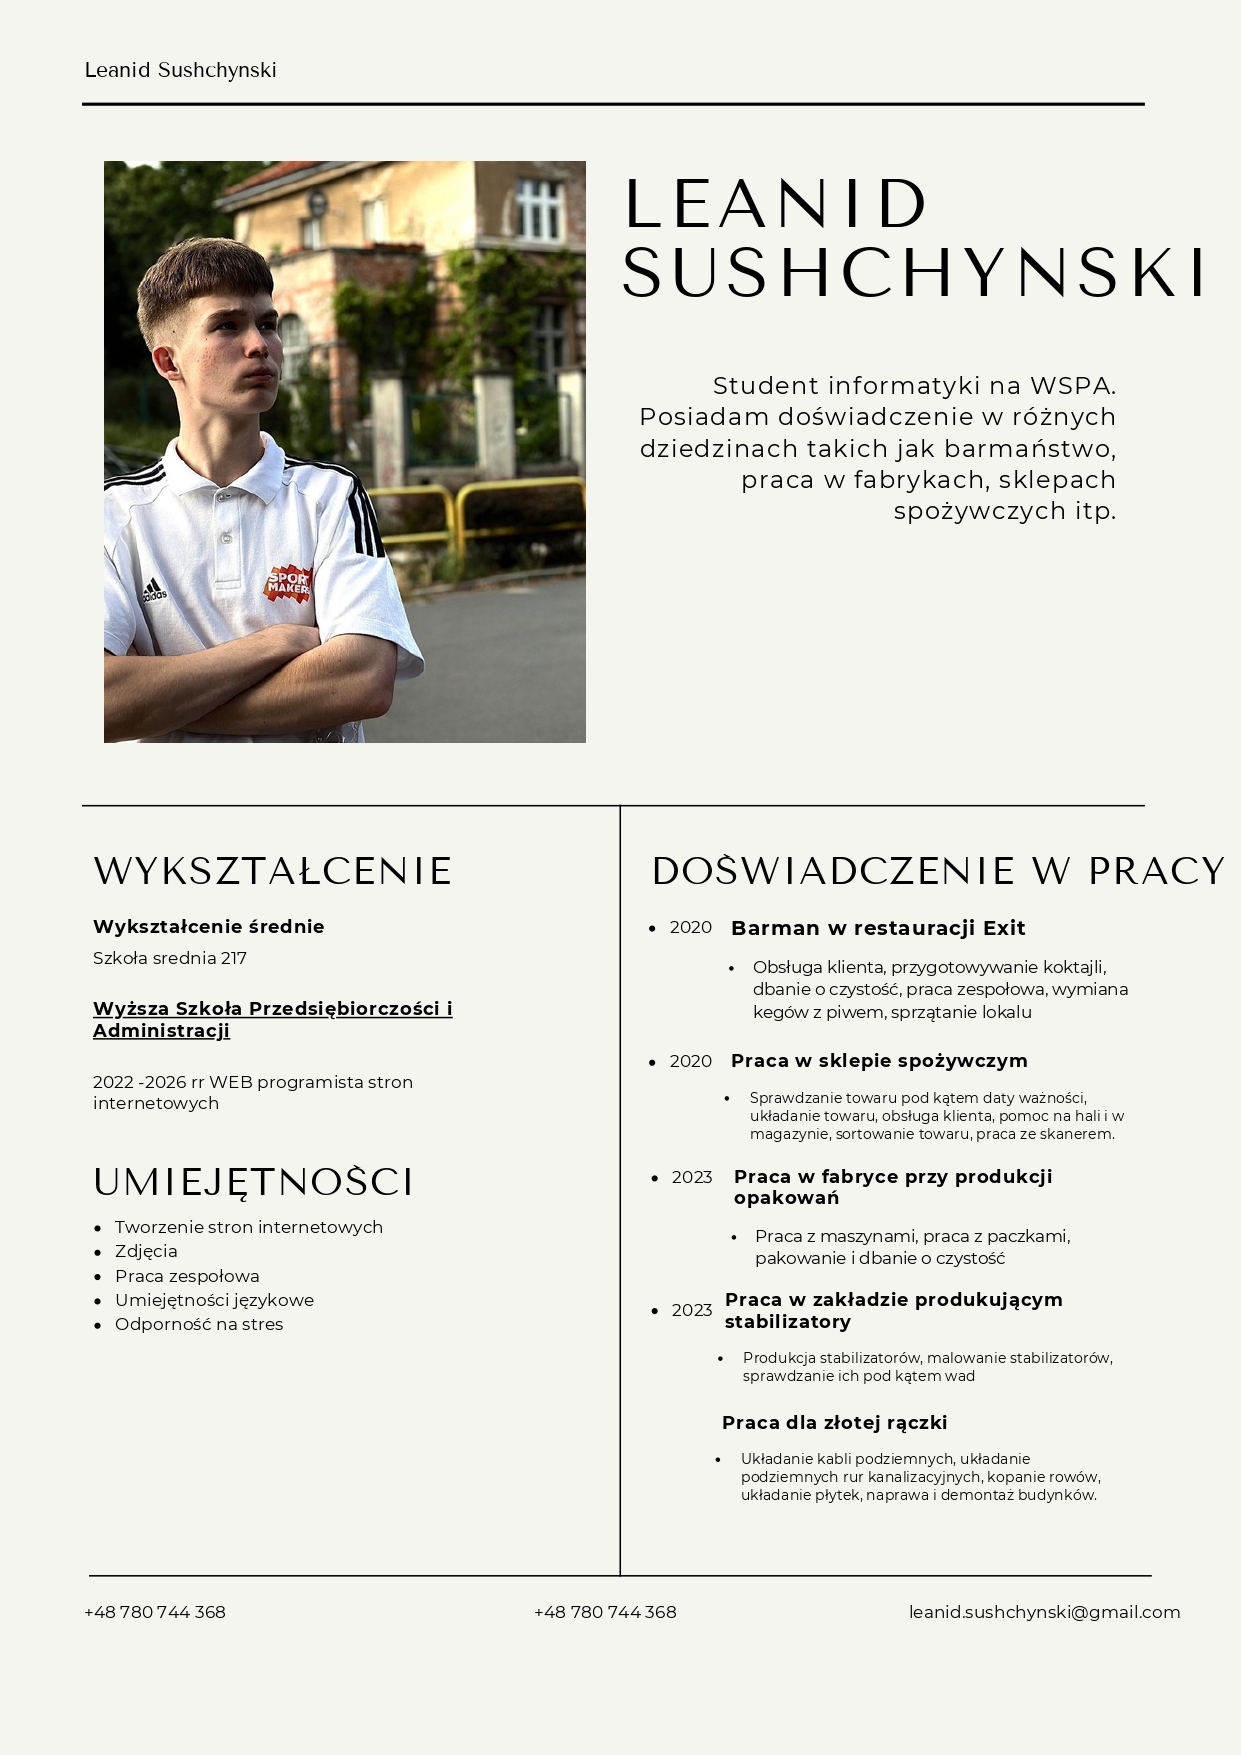 Leanid Sushchynski
LEANID
SUSHCHYNSKI
Student informatyki na WSPA.
Posiadam doświadczenie w różnych
dziedzinach takich jak barmaństwo,
praca w fabrykach, sklepach
spożywczych itp.
adidas
SPORT
MAKERS
WYKSZTAŁCENIE
Wykształcenie średnie
Szkoła srednia 217
Wyższa Szkoła Przedsiębiorczości i
Administracji
2022 -2026 rr WEB programista stron
internetowych
UMIEJĘTNOŚCI
• Tworzenie stron internetowych
• Zdjęcia
• Praca zespołowa
• Umiejętności językowe
• Odporność na stres
DOŚWIADCZENIE W PRACY
• 2020 Barman w restauracji Exit
• Obsługa klienta, przygotowywanie koktajli,
dbanie o czystość, praca zespołowa, wymiana
kegów z piwem, sprzątanie lokalu
• 2020 Praca w sklepie spożywczym
• Sprawdzanie towaru pod kątem daty ważności,
układanie towaru, obsługa klienta, pomoc na hali i w
magazynie, sortowanie towaru, praca ze skanerem.
• 2023 Praca w fabryce przy produkcji
opakowań
• Praca z maszynami, praca z paczkami,
pakowanie i dbanie o czystość
• 2023 Praca w zakładzie produkującym
stabilizatory
• Produkcja stabilizatorów, malowanie stabilizatorów,
sprawdzanie ich pod kątem wad
Praca dla złotej rączki
• Układanie kabli podziemnych, układanie
podziemnych rur kanalizacyjnych, kopanie rowów,
układanie płytek, naprawa i demontaż budynków.
+48 780 744 368 +48 780 744 368 leanid.sushchynski@gmail.com